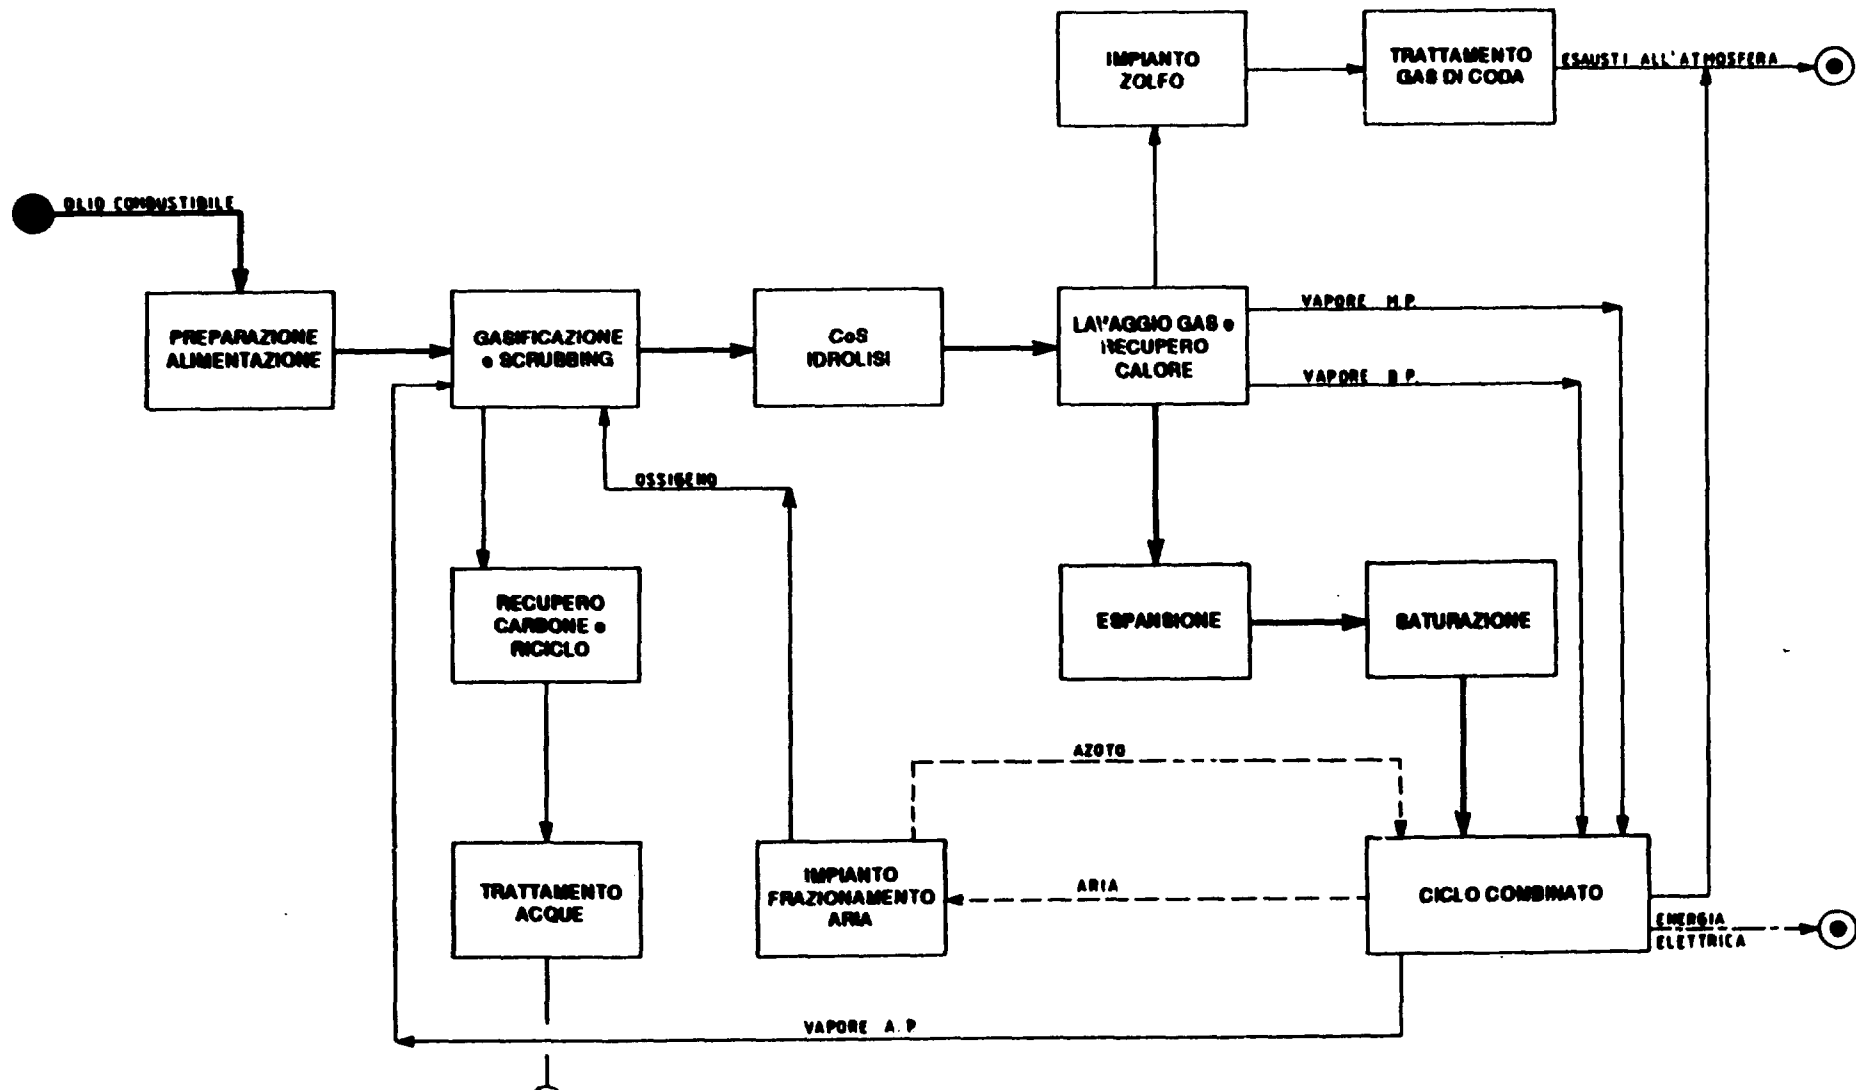 IMPIANTO
ZOLFO
TRATTAMENTO
GAS DI CODA
ESAUSTI ALL'ATMOSFERA
OLIO COMBUSTIBILE
PREPARAZIONE
ALIMENTAZIONE
GASIFICAZIONE
e SCRUBBING
CoS
IDROLISI
LAVAGGIO GAS e
RECUPERO
CALORE
VAPORE M.P.
VAPORE B.P.
OSSIGENO
RECUPERO
CARBONE e
RICICLO
ESPANSIONE
SATURAZIONE
AZOTO
TRATTAMENTO
ACQUE
IMPIANTO
FRAZIONAMENTO
ARIA
ARIA
CICLO COMBINATO
ENERGIA
ELETTRICA
VAPORE A.P